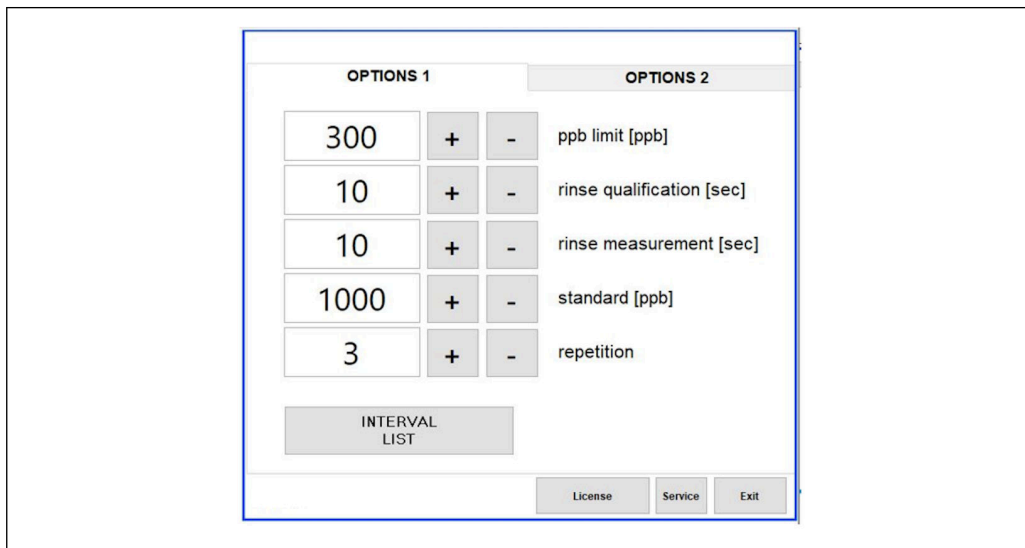 OPTIONS 1 OPTIONS 2
300 + - ppb limit [ppb]
10 + - rinse qualification [sec]
10 + - rinse measurement [sec]
1000 + - standard [ppb]
3 + - repetition
INTERVAL
LIST
License Service Exit